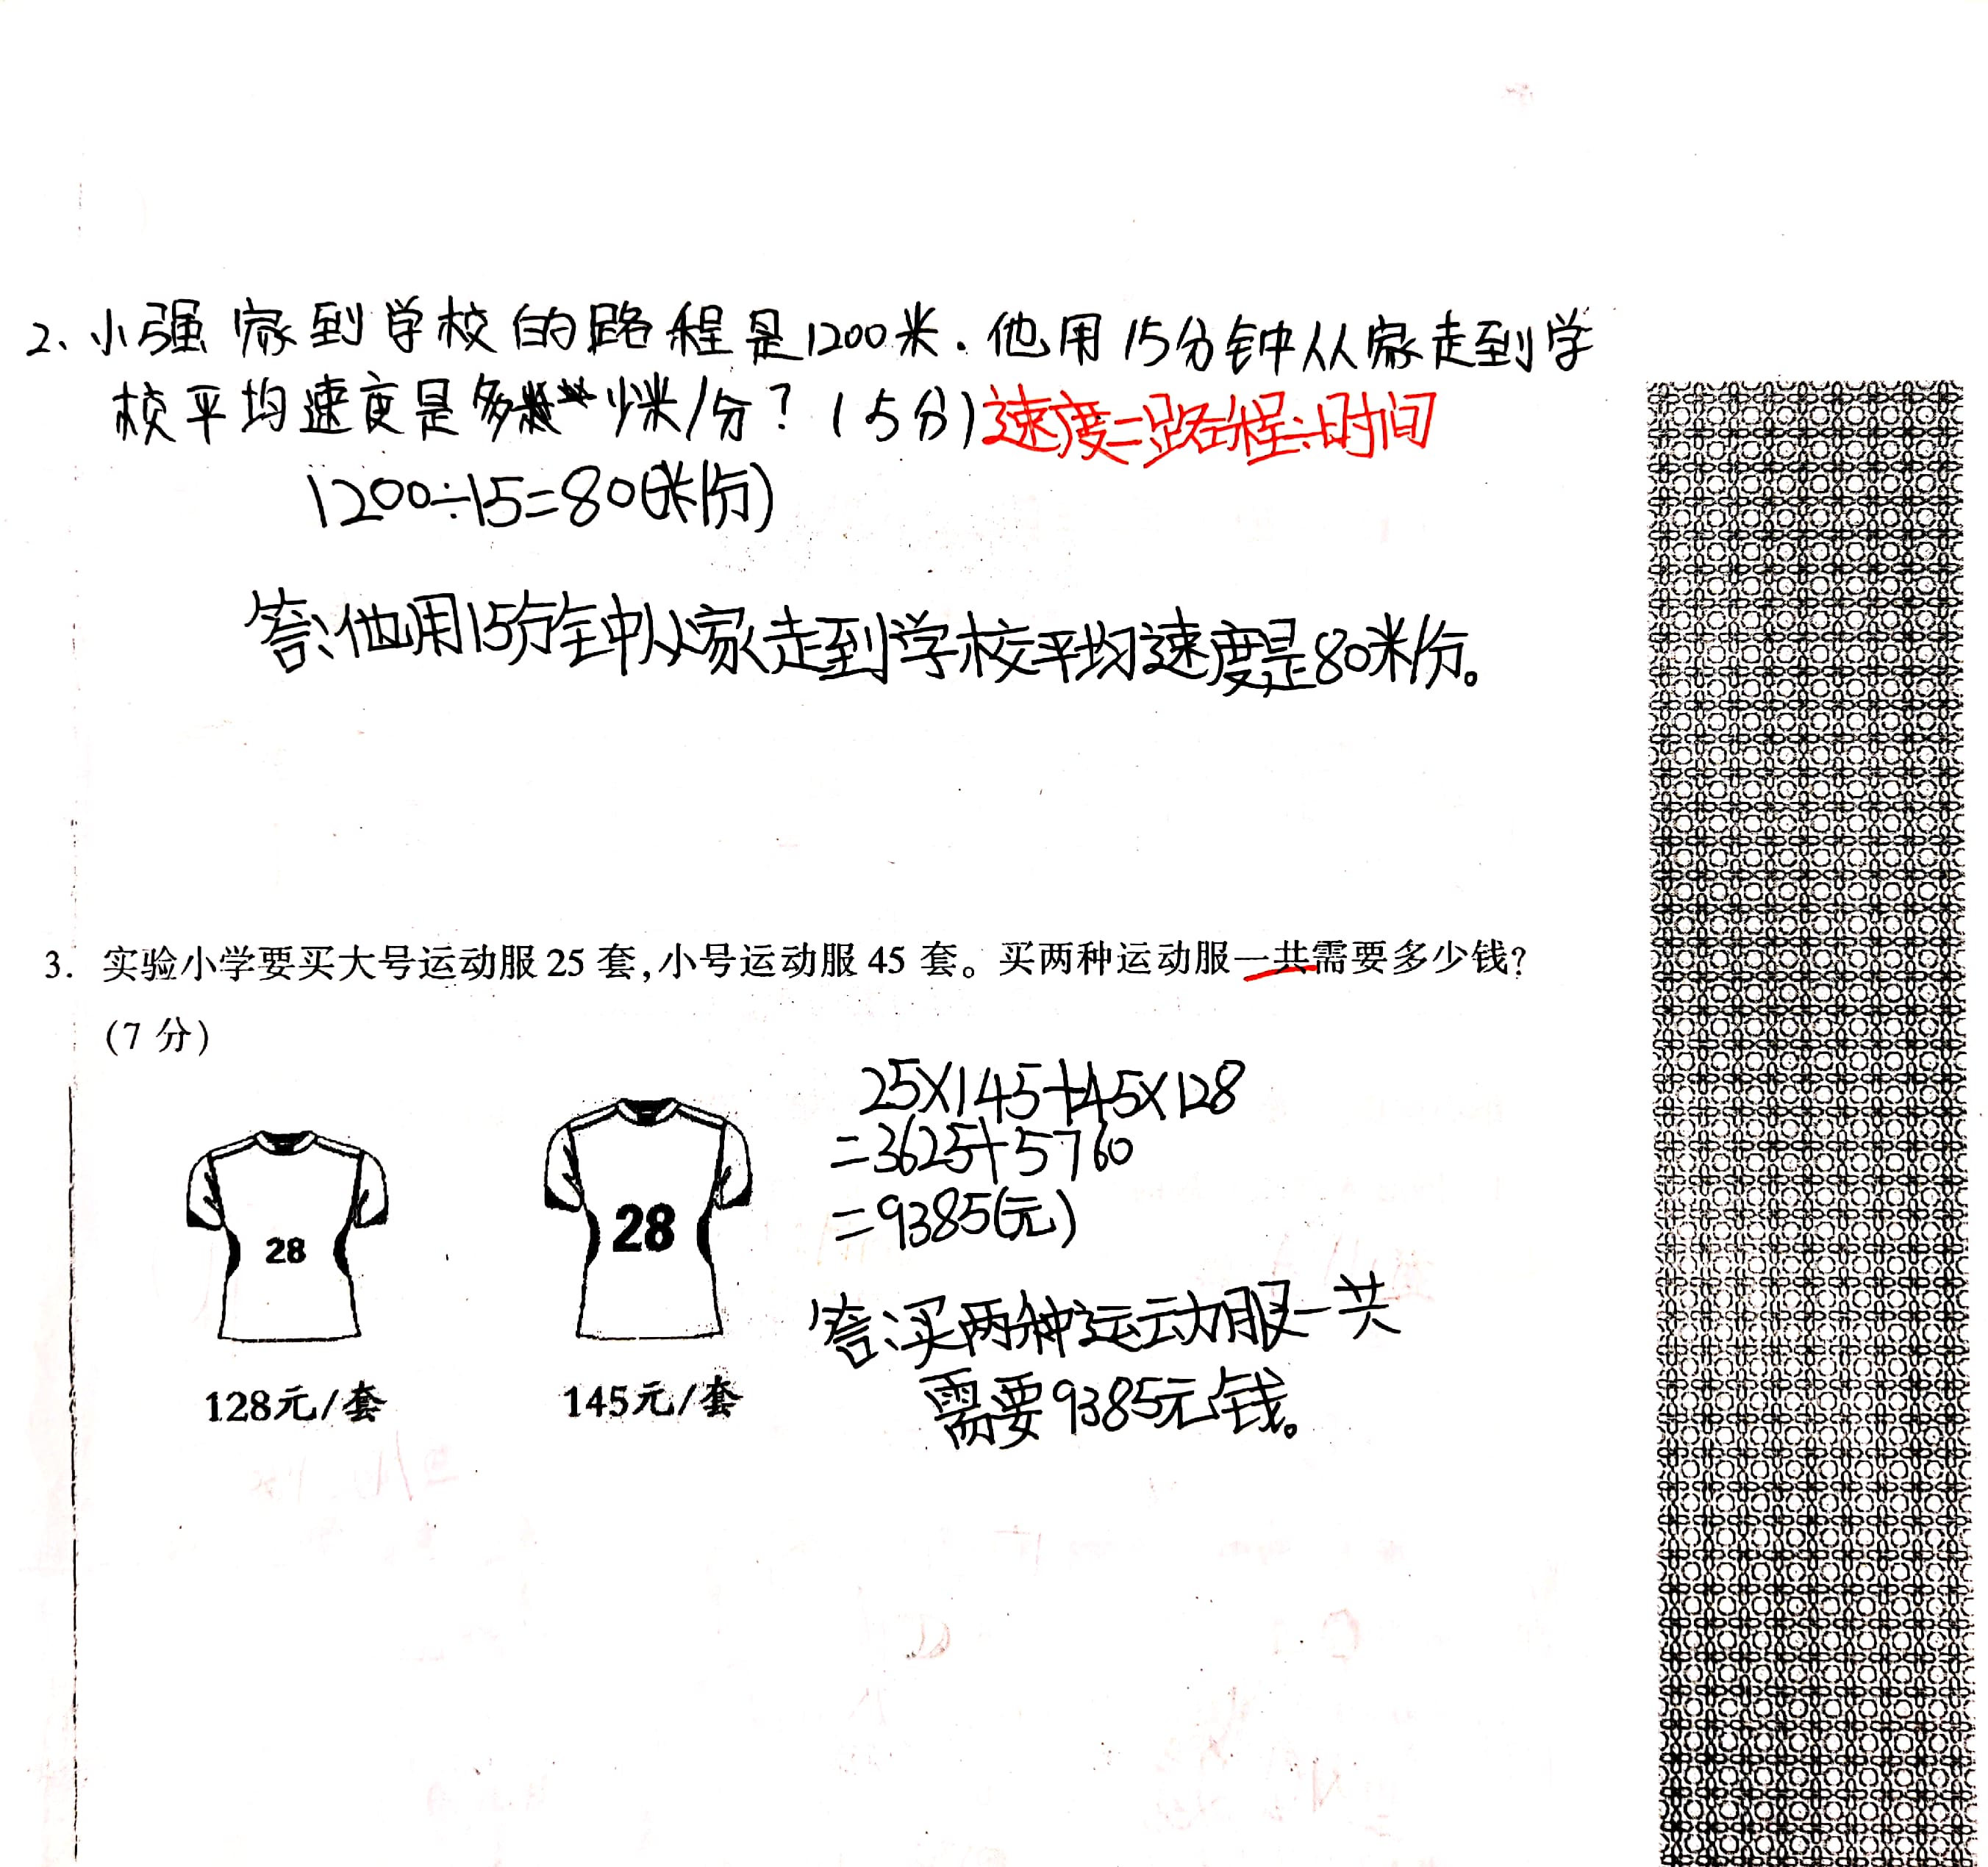 2、小强家到学校的路程是1200米.他用15分钟从家走到学
校平均速度是多少米/分?(5分)速度=路程÷时间
1200÷15=80(米/分)
答:他用15分钟从家走到学校平均速度是80米/分。
3. 实验小学要买大号运动服25套,小号运动服45套。买两种运动服一共需要多少钱?
(7分)
28
28
128元/套
145元/套
25×145+45×128
=3625+5760
=9385(元)
答:买两种运动服一共
需要9385元钱。